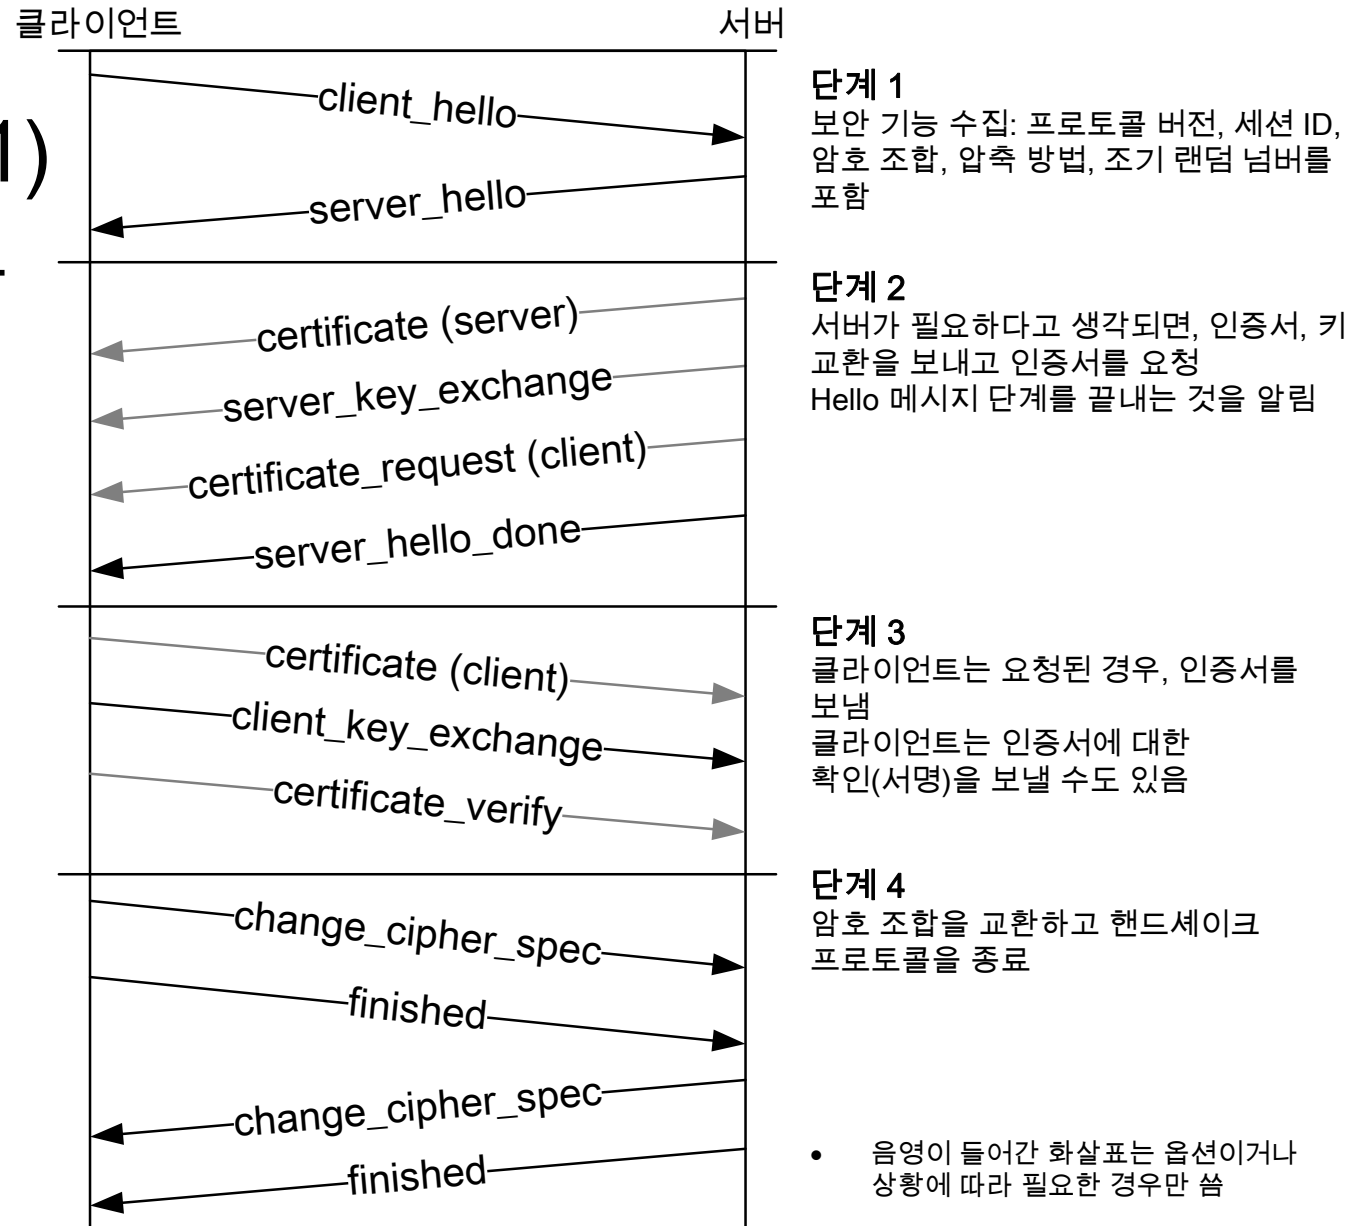 클라이언트
서버
1)
client_hello
server_hello
단계 1
보안 기능 수집: 프로토콜 버전, 세션 ID,
암호 조합, 압축 방법, 조기 랜덤 넘버를
포함
certificate (server)
server_key_exchange
certificate_request (client)
server_hello_done
단계 2
서버가 필요하다고 생각되면, 인증서, 키
교환을 보내고 인증서를 요청
Hello 메시지 단계를 끝내는 것을 알림
certificate (client)
client_key_exchange
certificate_verify
단계 3
클라이언트는 요청된 경우, 인증서를
보냄
클라이언트는 인증서에 대한
확인(서명)을 보낼 수도 있음
change_cipher_spec
finished
change_cipher_spec
finished
단계 4
암호 조합을 교환하고 핸드셰이크
프로토콜을 종료
• 음영이 들어간 화살표는 옵션이거나
상황에 따라 필요한 경우만 씀